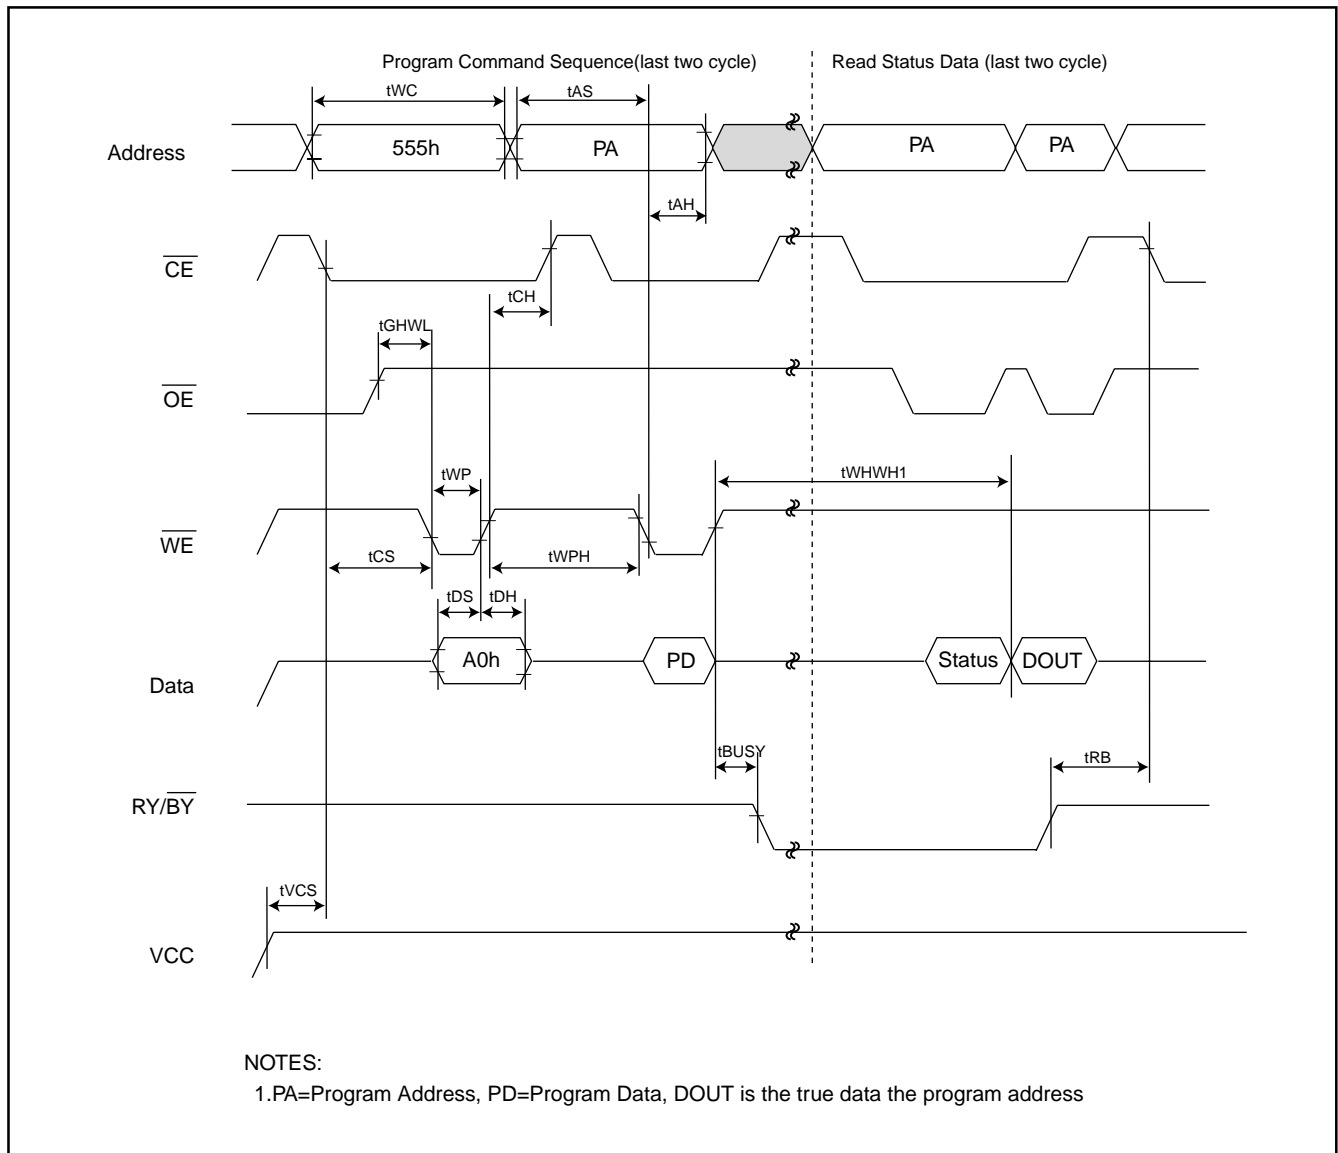 Program Command Sequence(last two cycle) Read Status Data (last two cycle)
tWC tAS
Address 555h PA PA PA
tAH
CE
tCH
tGHWL
OE
tWP tWHWH1
WE
tCS tWPH
tDS tDH
Data A0h PD Status DOUT
tBUSY tRB
RY/BY
tVCS
VCC
NOTES:
1.PA=Program Address, PD=Program Data, DOUT is the true data the program address